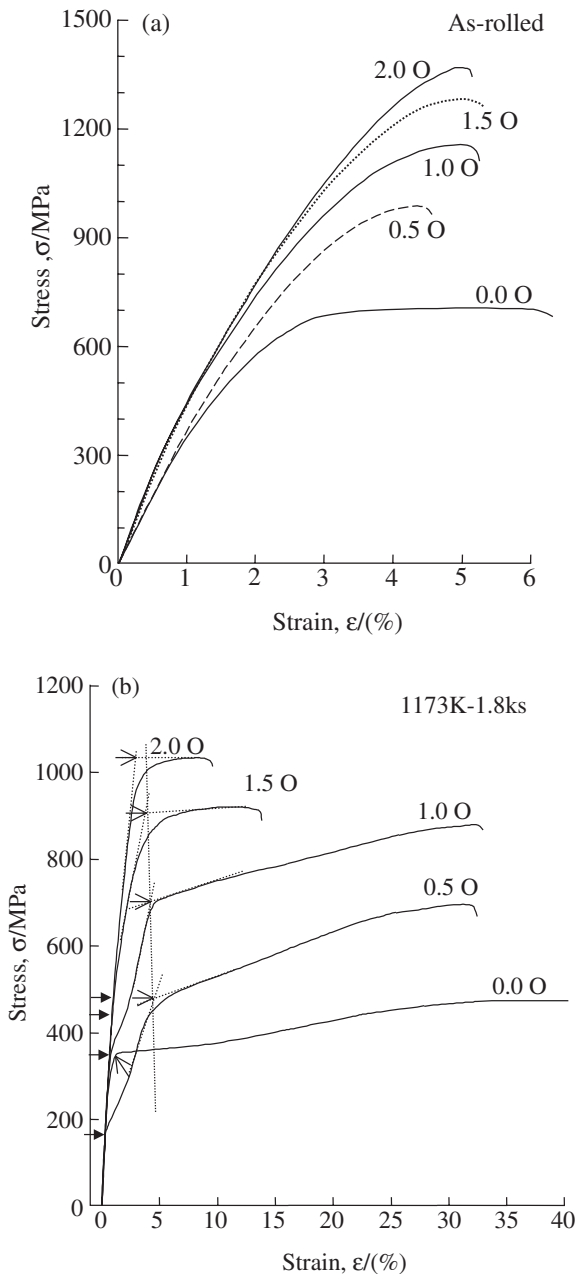 (a)
As-rolled
1500
1200
900
600
300
0
Stress ,σ/MPa
2.0 O
1.5 O
1.0 O
0.5 O
0.0 O
0 1 2 3 4 5 6
Strain, ε/(%)
(b)
1173K-1.8ks
1200
1000
800
600
400
200
0
Stress, σ/MPa
2.0 O
1.5 O
1.0 O
0.5 O
0.0 O
0 5 10 15 20 25 30 35 40
Strain, ε/(%)